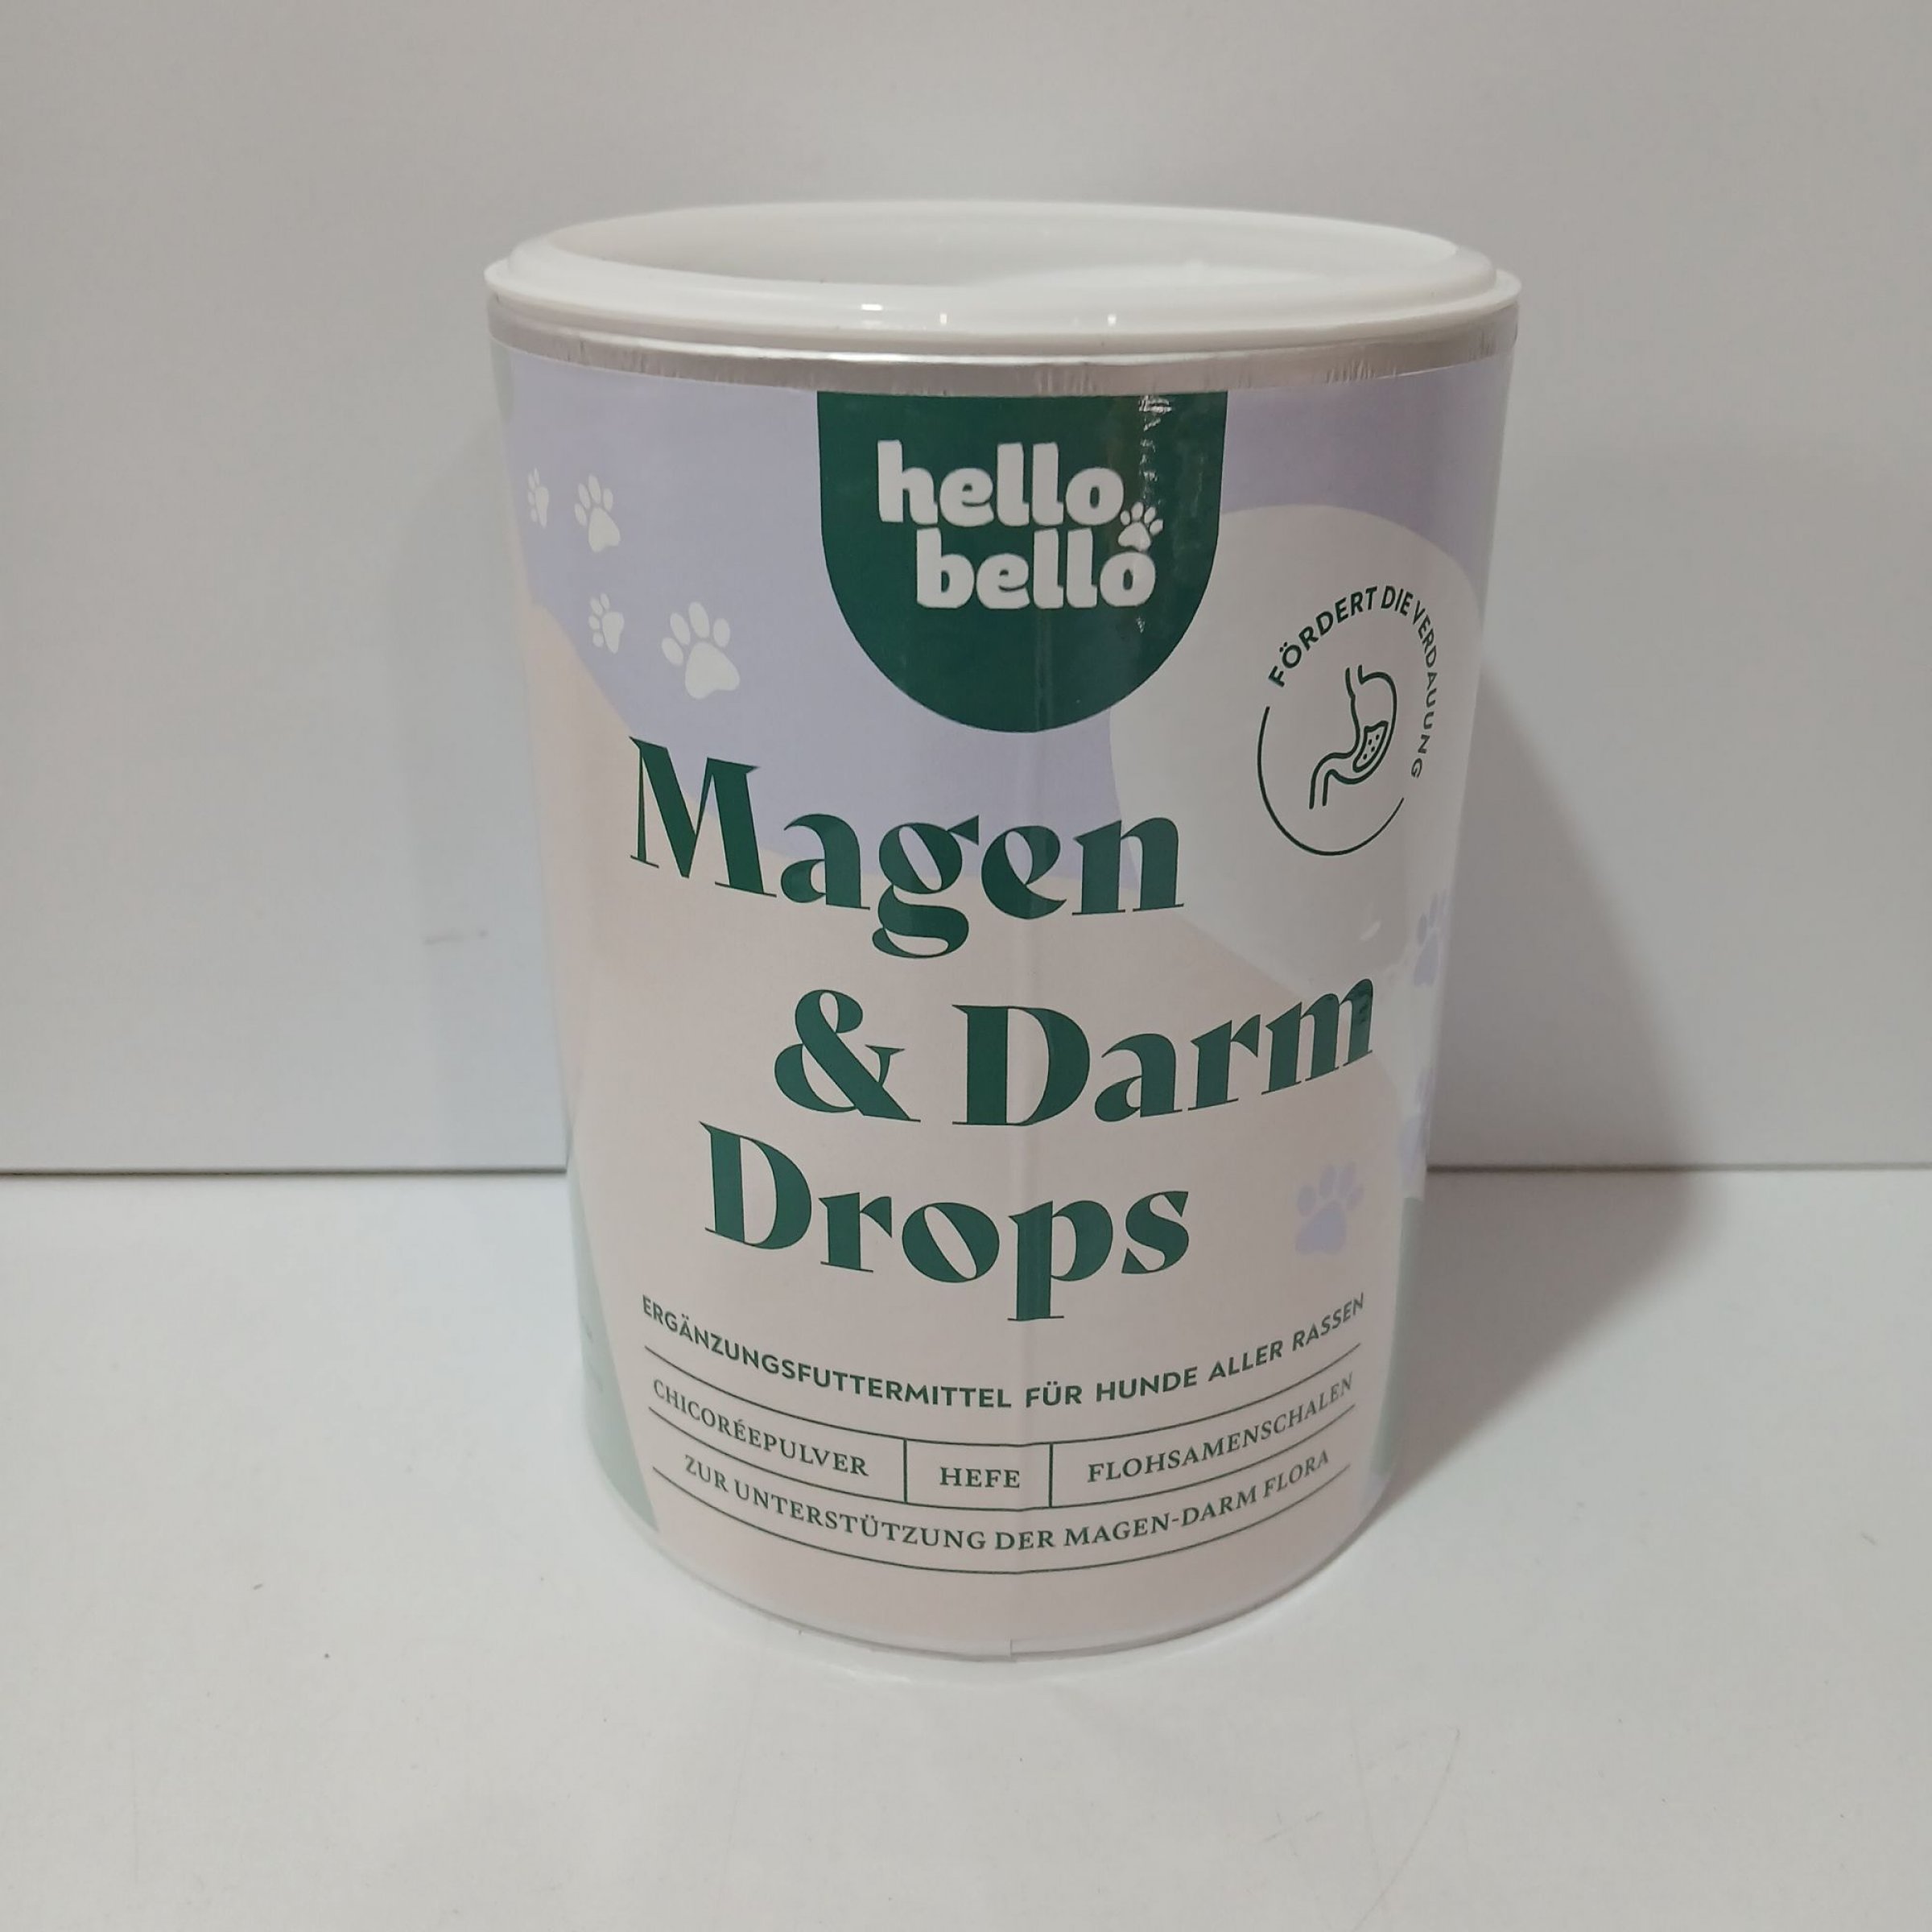 hello
bello
FÖRDERT DIE VERDAUUNG
Magen
& Darm
Drops
ERGÄNZUNGSFUTTERMITTEL FÜR HUNDE ALLER RASSEN
CHICORÉEPULVER HEFE FLOHSAMENSCHALEN
ZUR UNTERSTÜTZUNG DER MAGEN-DARM FLORA